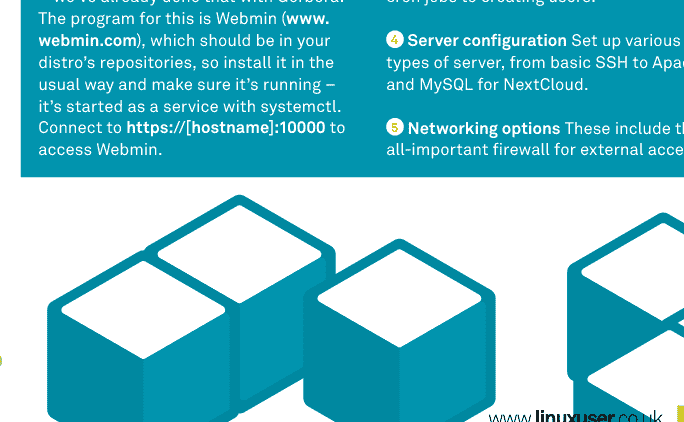 we've already done that with Gerbera.
The program for this is Webmin (www.
webmin.com), which should be in your
distro's repositories, so install it in the
usual way and make sure it's running –
it's started as a service with systemctl.
Connect to https://[hostname]:10000 to
access Webmin.
cron jobs to creating users.
4 Server configuration Set up various
types of server, from basic SSH to Apa
and MySQL for NextCloud.
5 Networking options These include th
all-important firewall for external acce
www.linuxuser.co.uk